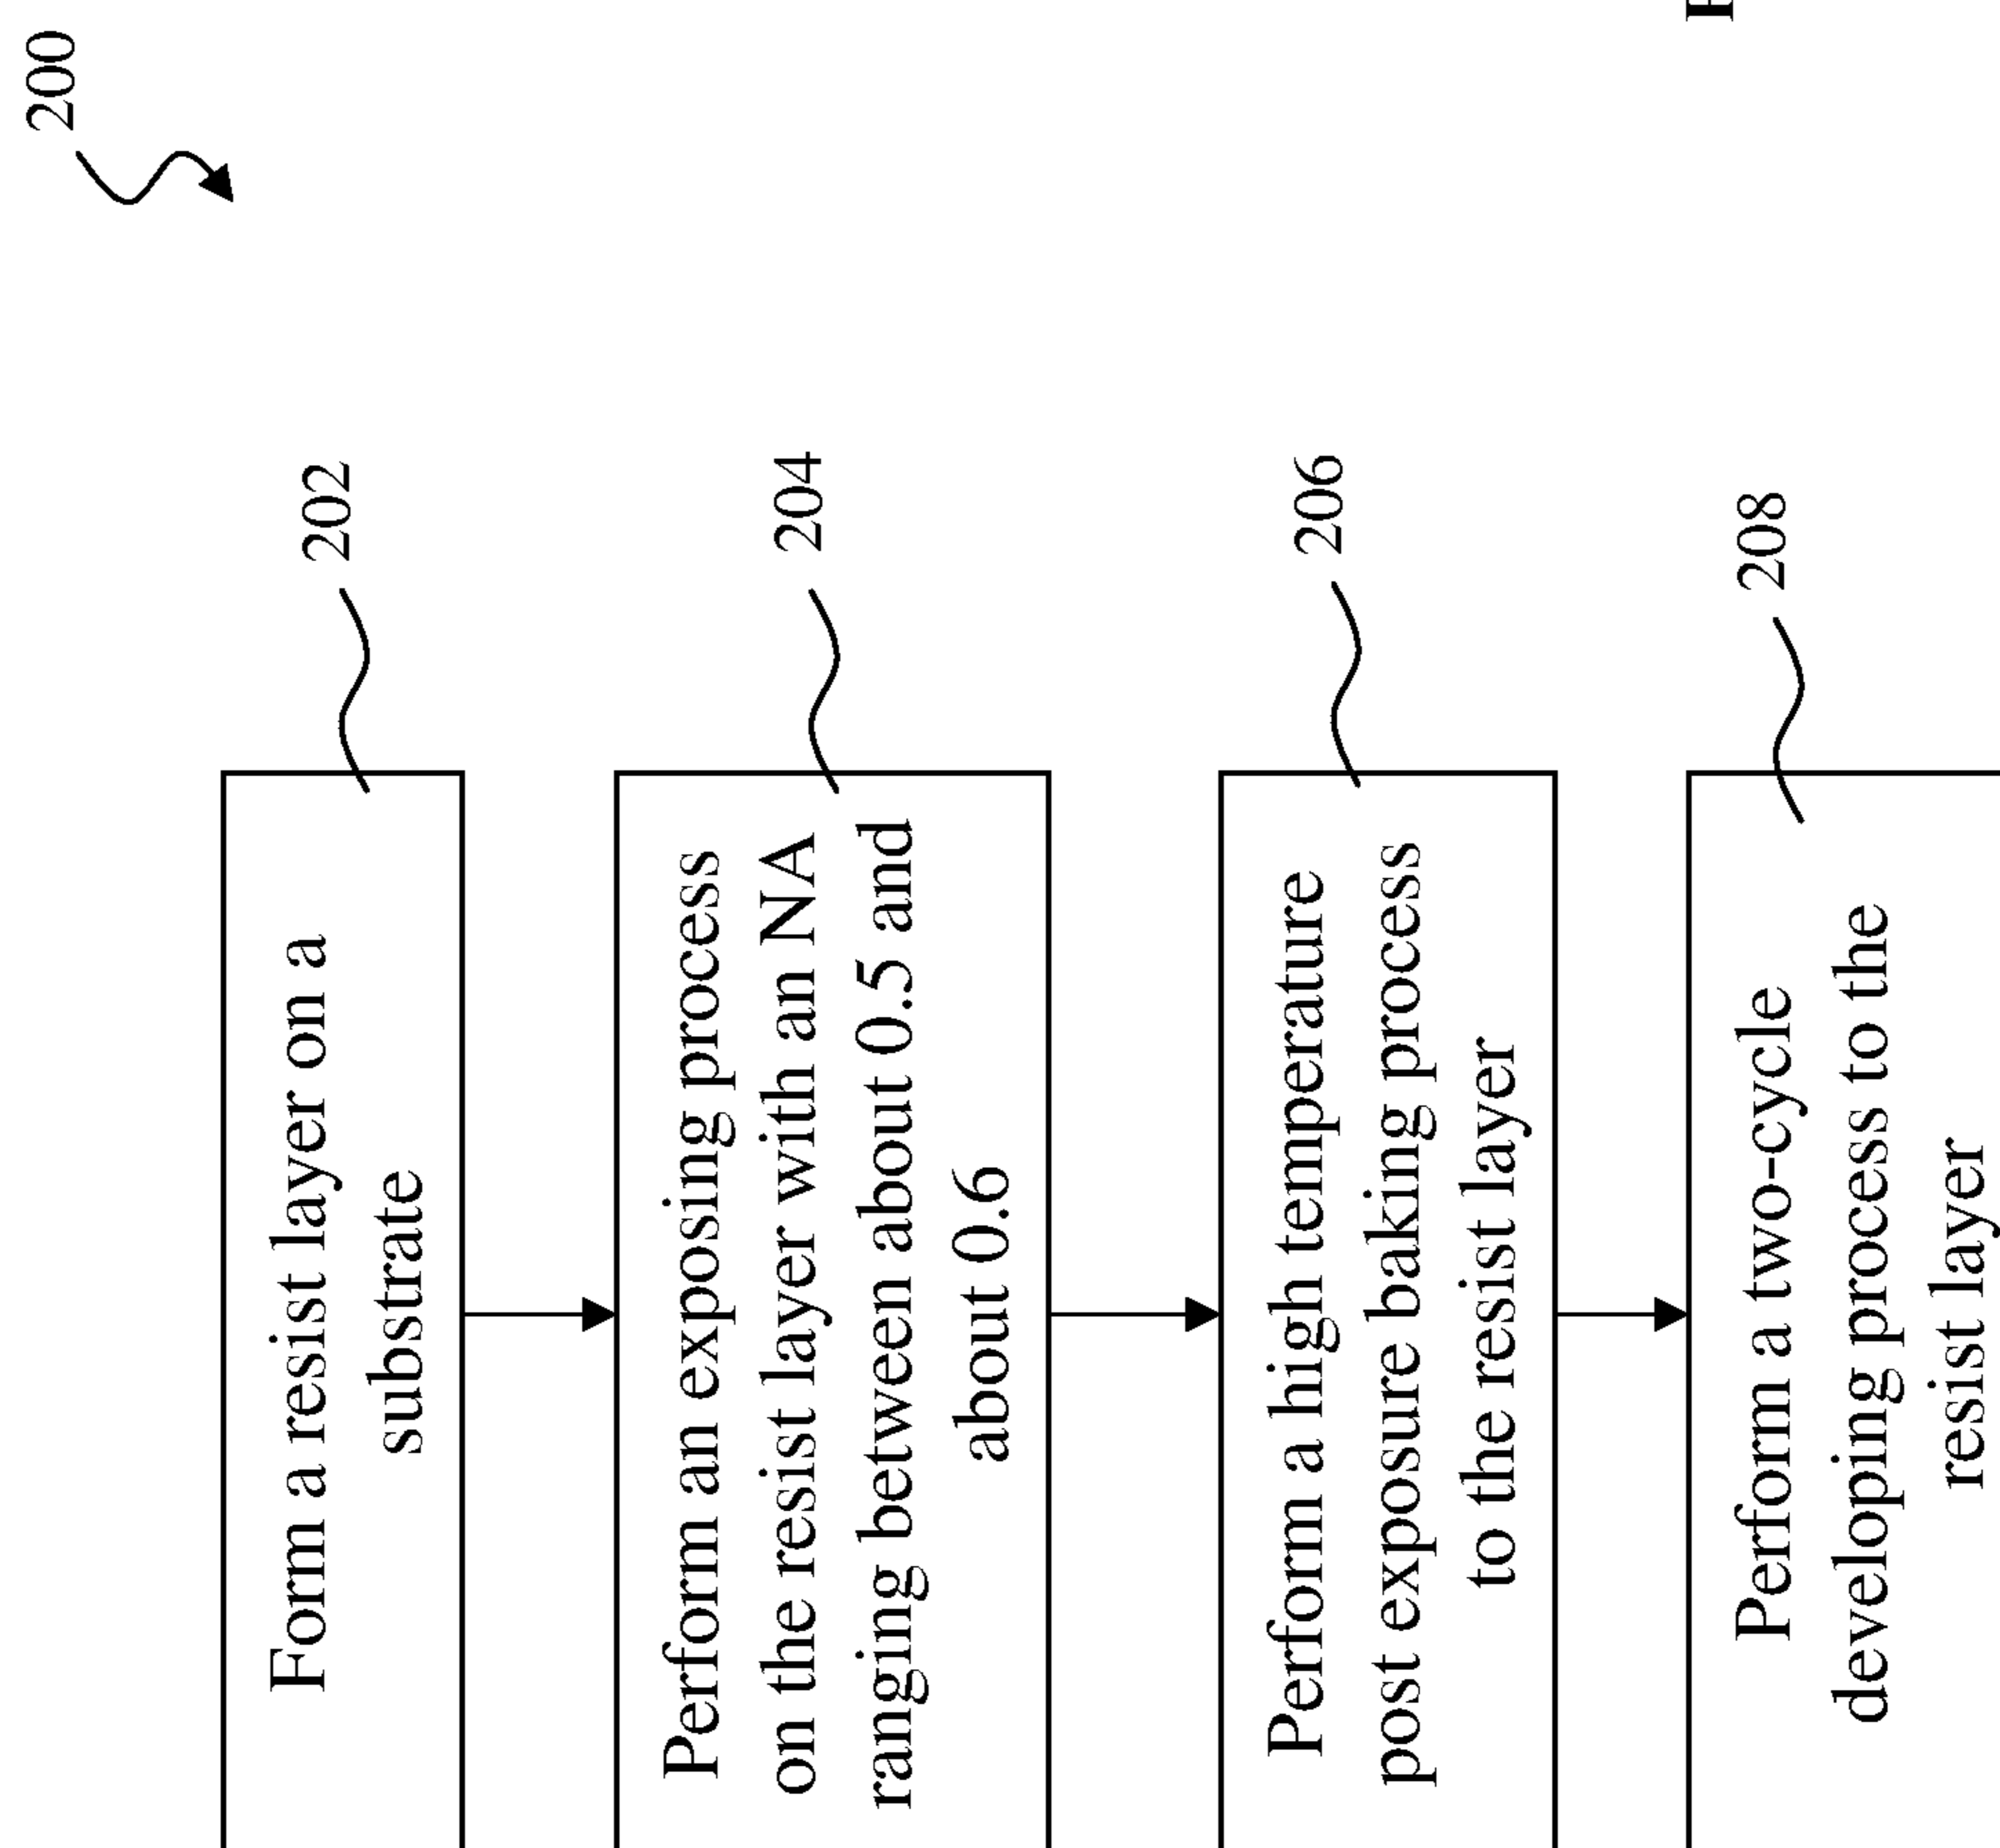 200
Form a resist layer on a
substrate
202
Perform an exposing process
on the resist layer with an NA
ranging between about 0.5 and
about 0.6
204
Perform a high temperature
post exposure baking process
to the resist layer
206
Perform a two-cycle
developing process to the
resist layer
208